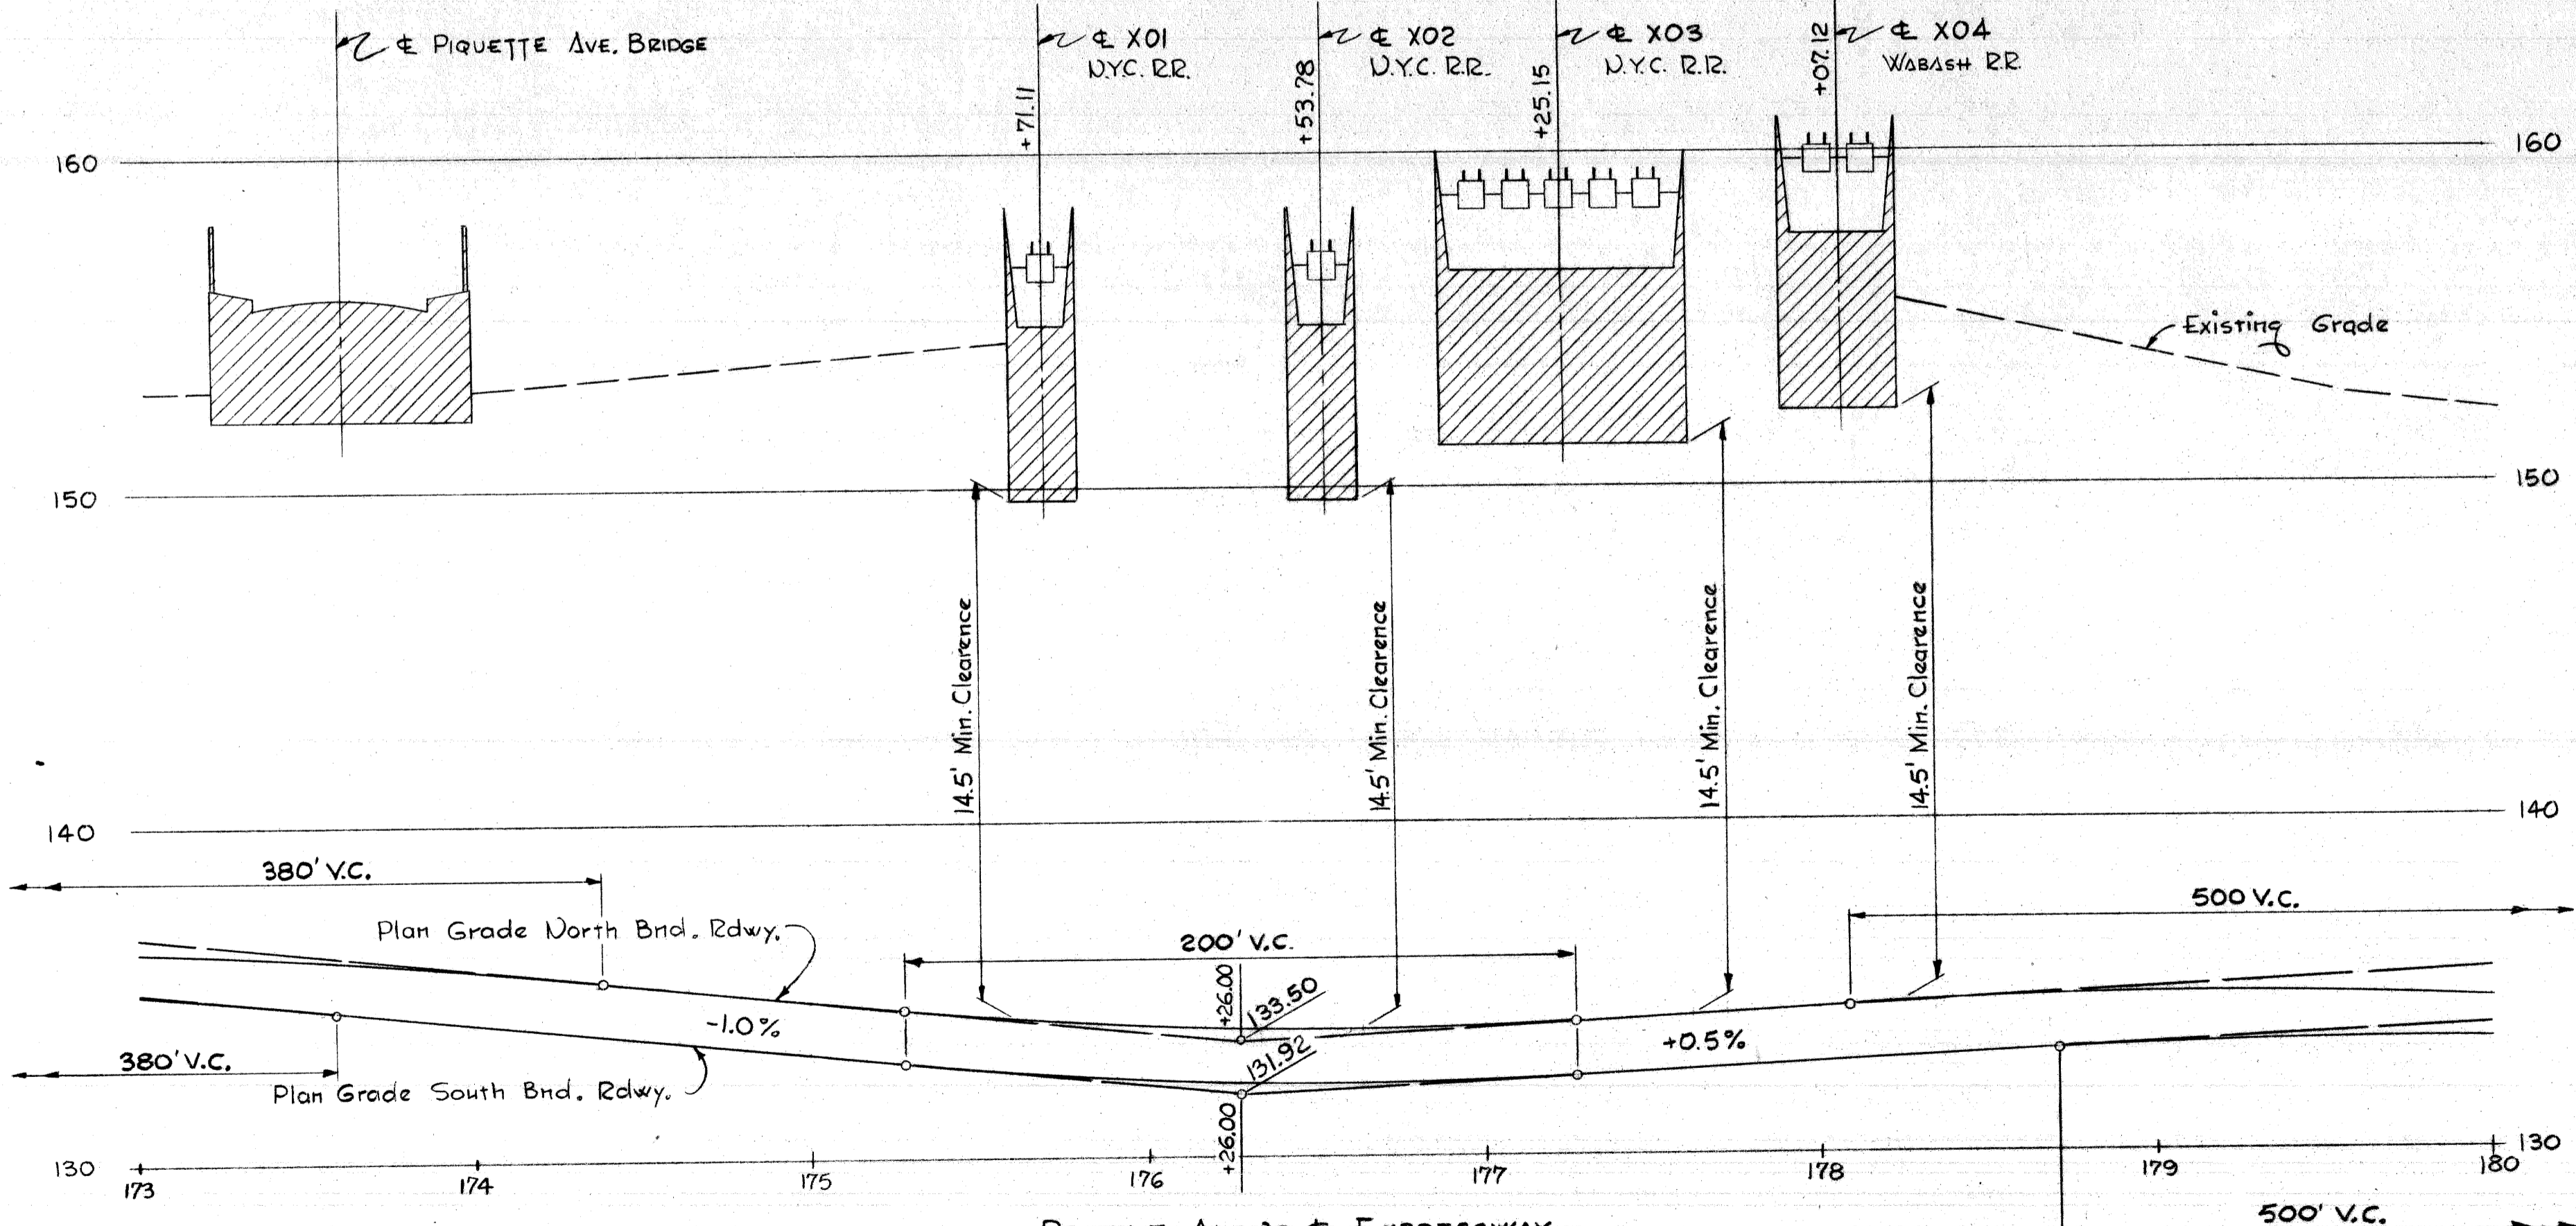 ℄ PIQUETTE AVE. BRIDGE
℄ X01
N.Y.C. R.R.
+71.11
℄ X02
N.Y.C. R.R.
+53.78
℄ X03
N.Y.C. R.R.
+25.15
℄ X04
WABASH R.R.
+07.12
160
160
Existing Grade
150
150
14.5' Min. Clearence
14.5' Min. Clearence
14.5' Min. Clearence
14.5' Min. Clearence
140
140
380' V.C.
500 V.C.
Plan Grade North Bnd. Rdwy.
200' V.C.
+26.00
133.50
-1.0%
+0.5%
131.92
380' V.C.
Plan Grade South Bnd. Rdwy.
+26.00
130
130
173
174
175
176
177
178
179
180
EXPRESSWAY
500' V.C.